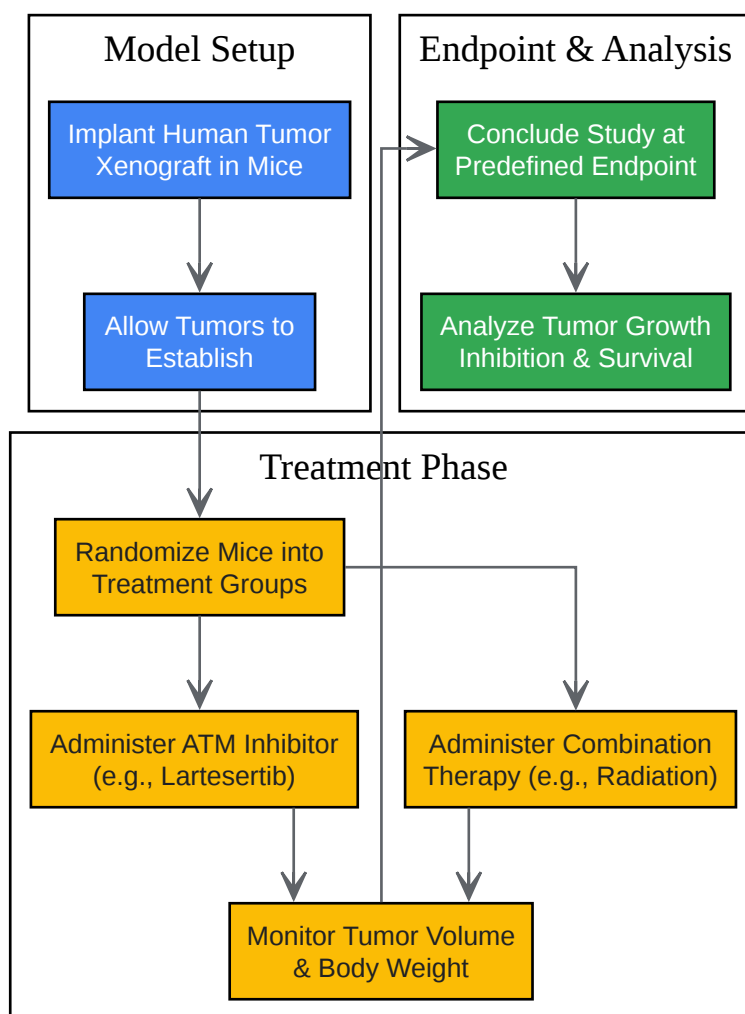 Model Setup
Implant Human Tumor
Xenograft in Mice
Allow Tumors to
Establish
Endpoint & Analysis
Conclude Study at
Predefined Endpoint
Analyze Tumor Growth
Inhibition & Survival
Treatment Phase
Randomize Mice into
Treatment Groups
Administer ATM Inhibitor
(e.g., Lartesertib)
Administer Combination
Therapy (e.g., Radiation)
Monitor Tumor Volume
& Body Weight